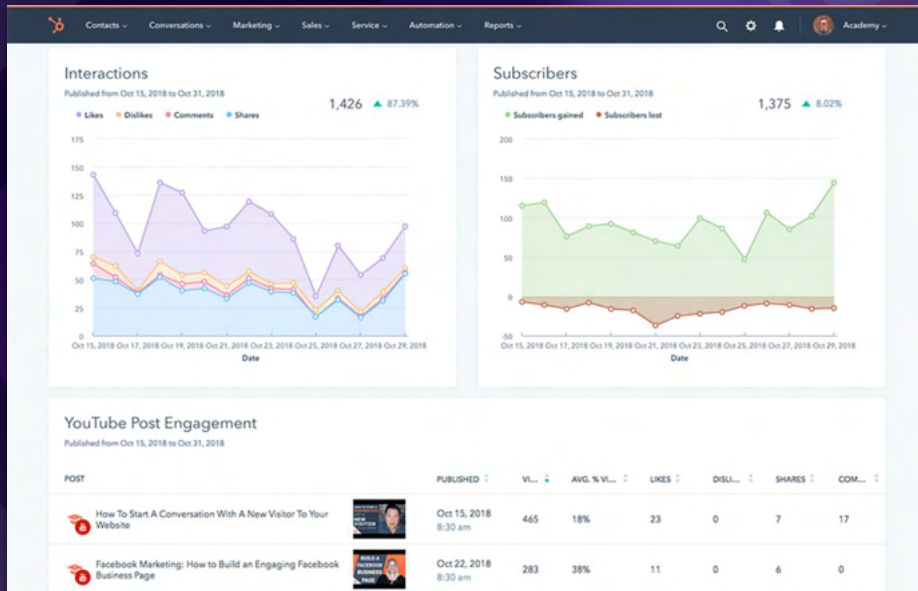 Contacts Conversations Marketing Sales Service Automation Reports Academy
Interactions
Published from Oct 15, 2018 to Oct 31, 2018
1,426 87.39%
Likes Dislikes Comments Shares
175
150
125
100
75
50
25
0
Oct 15, 2018 Oct 17, 2018 Oct 19, 2018 Oct 21, 2018 Oct 23, 2018 Oct 25, 2018 Oct 27, 2018 Oct 29, 2018
Date
Subscribers
Published from Oct 15, 2018 to Oct 31, 2018
1,375 8.02%
Subscribers gained Subscribers lost
200
150
100
50
0
-50
Oct 15, 2018 Oct 17, 2018 Oct 19, 2018 Oct 21, 2018 Oct 23, 2018 Oct 25, 2018 Oct 27, 2018 Oct 29, 2018
Date
YouTube Post Engagement
Published from Oct 15, 2018 to Oct 31, 2018
POST PUBLISHED VI... AVG. % VI... LIKES DISLI... SHARES COM...
How To Start A Conversation With A New Visitor To Your
Website
NEW
VISITOR
Oct 15, 2018
8:30 am
465 18% 23 0 7 17
Facebook Marketing: How to Build an Engaging Facebook
Business Page
BUILD A
FACEBOOK
BUSINESS
PAGE
Oct 22, 2018
8:30 am
283 38% 11 0 6 0